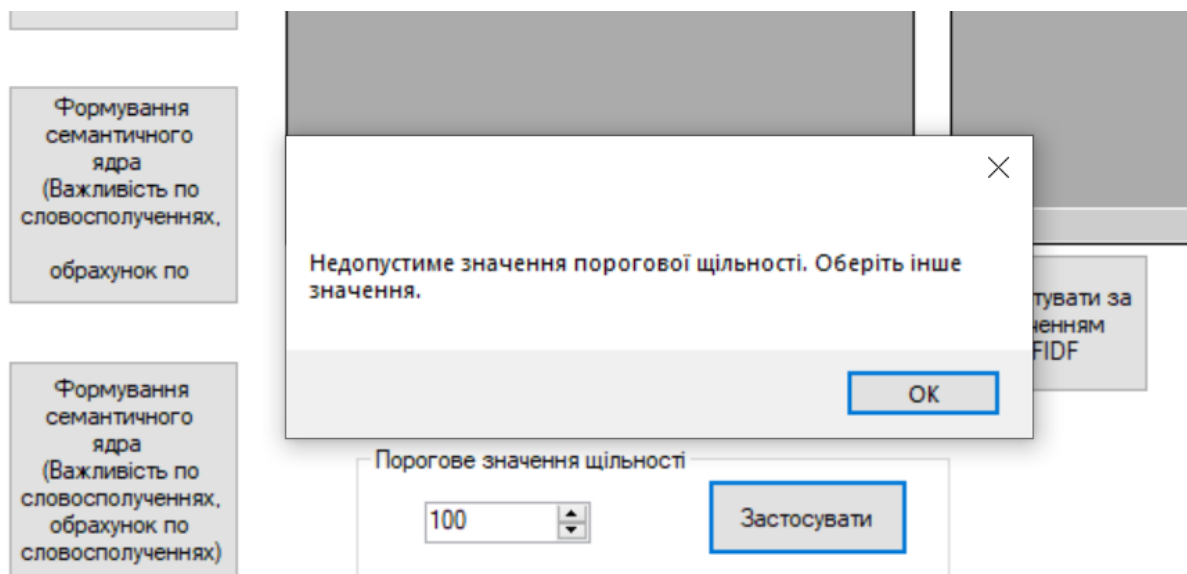 Формування
семантичного
ядра
(Важливість по
словосполученнях,
обрахунок по
Недопустиме значення порогової щільності. Оберіть інше
значення.
OK
FIDF
Формування
семантичного
ядра
(Важливість по
словосполученнях,
обрахунок по
словосполученнях)
Порогове значення щільності
100
Застосувати